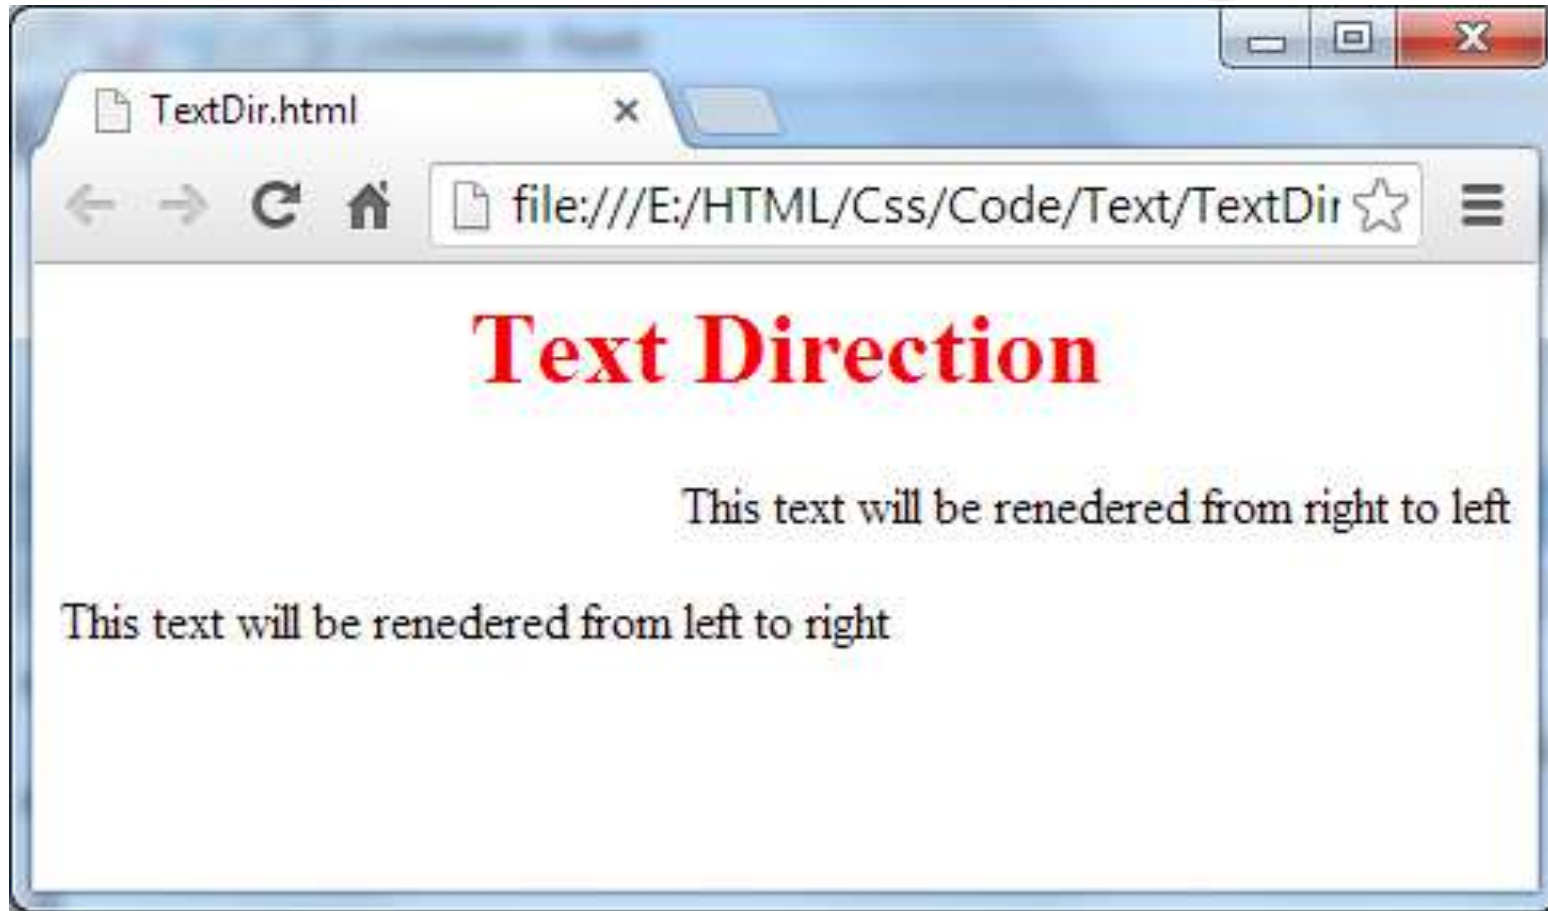 TextDir.html
file:///E:/HTML/Css/Code/Text/TextDir
Text Direction
This text will be renedered from right to left
This text will be renedered from left to right